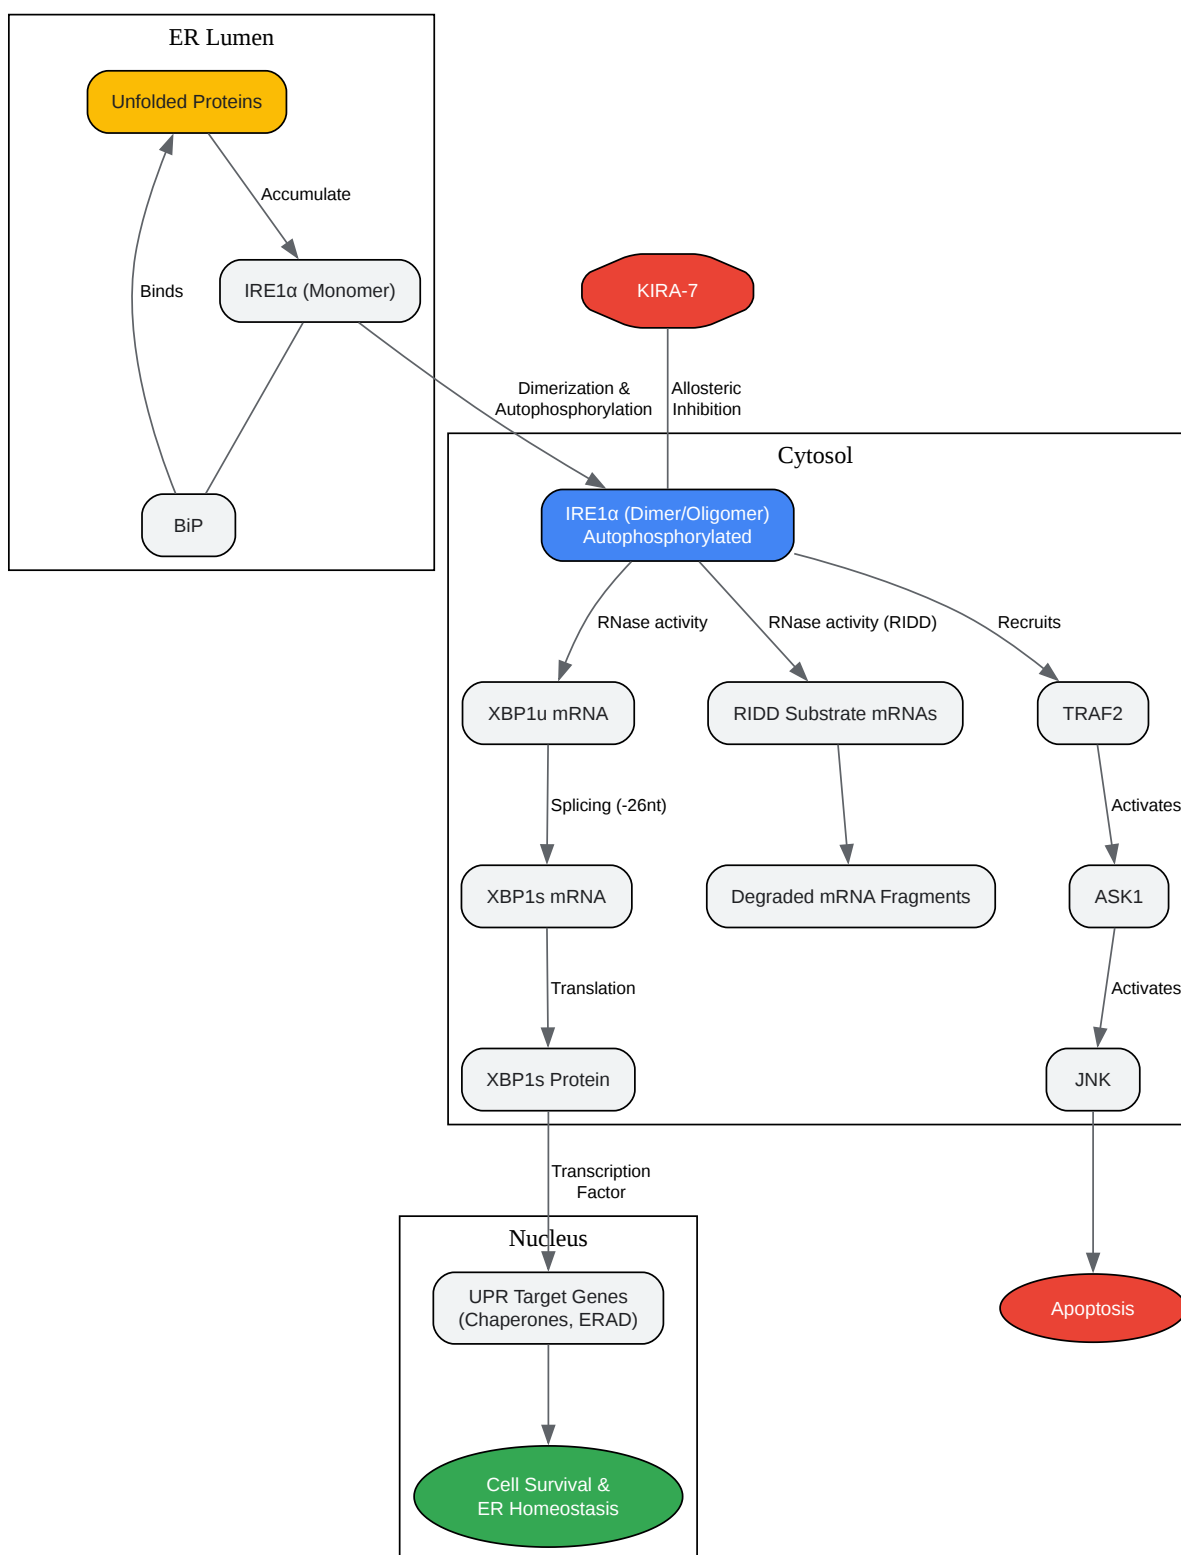 ER Lumen
Unfolded Proteins
Accumulate
Binds
IRE1α (Monomer)
KIRA-7
Dimerization &
Autophosphorylation
Allosteric
Inhibition
BiP
Cytosol
IRE1α (Dimer/Oligomer)
Autophosphorylated
RNase activity
RNase activity (RIDD)
Recruits
XBP1u mRNA
RIDD Substrate mRNAs
TRAF2
Splicing (-26nt)
Activates
XBP1s mRNA
Degraded mRNA Fragments
ASK1
Translation
Activates
XBP1s Protein
JNK
Transcription
Factor
Nucleus
UPR Target Genes
(Chaperones, ERAD)
Apoptosis
Cell Survival &
ER Homeostasis